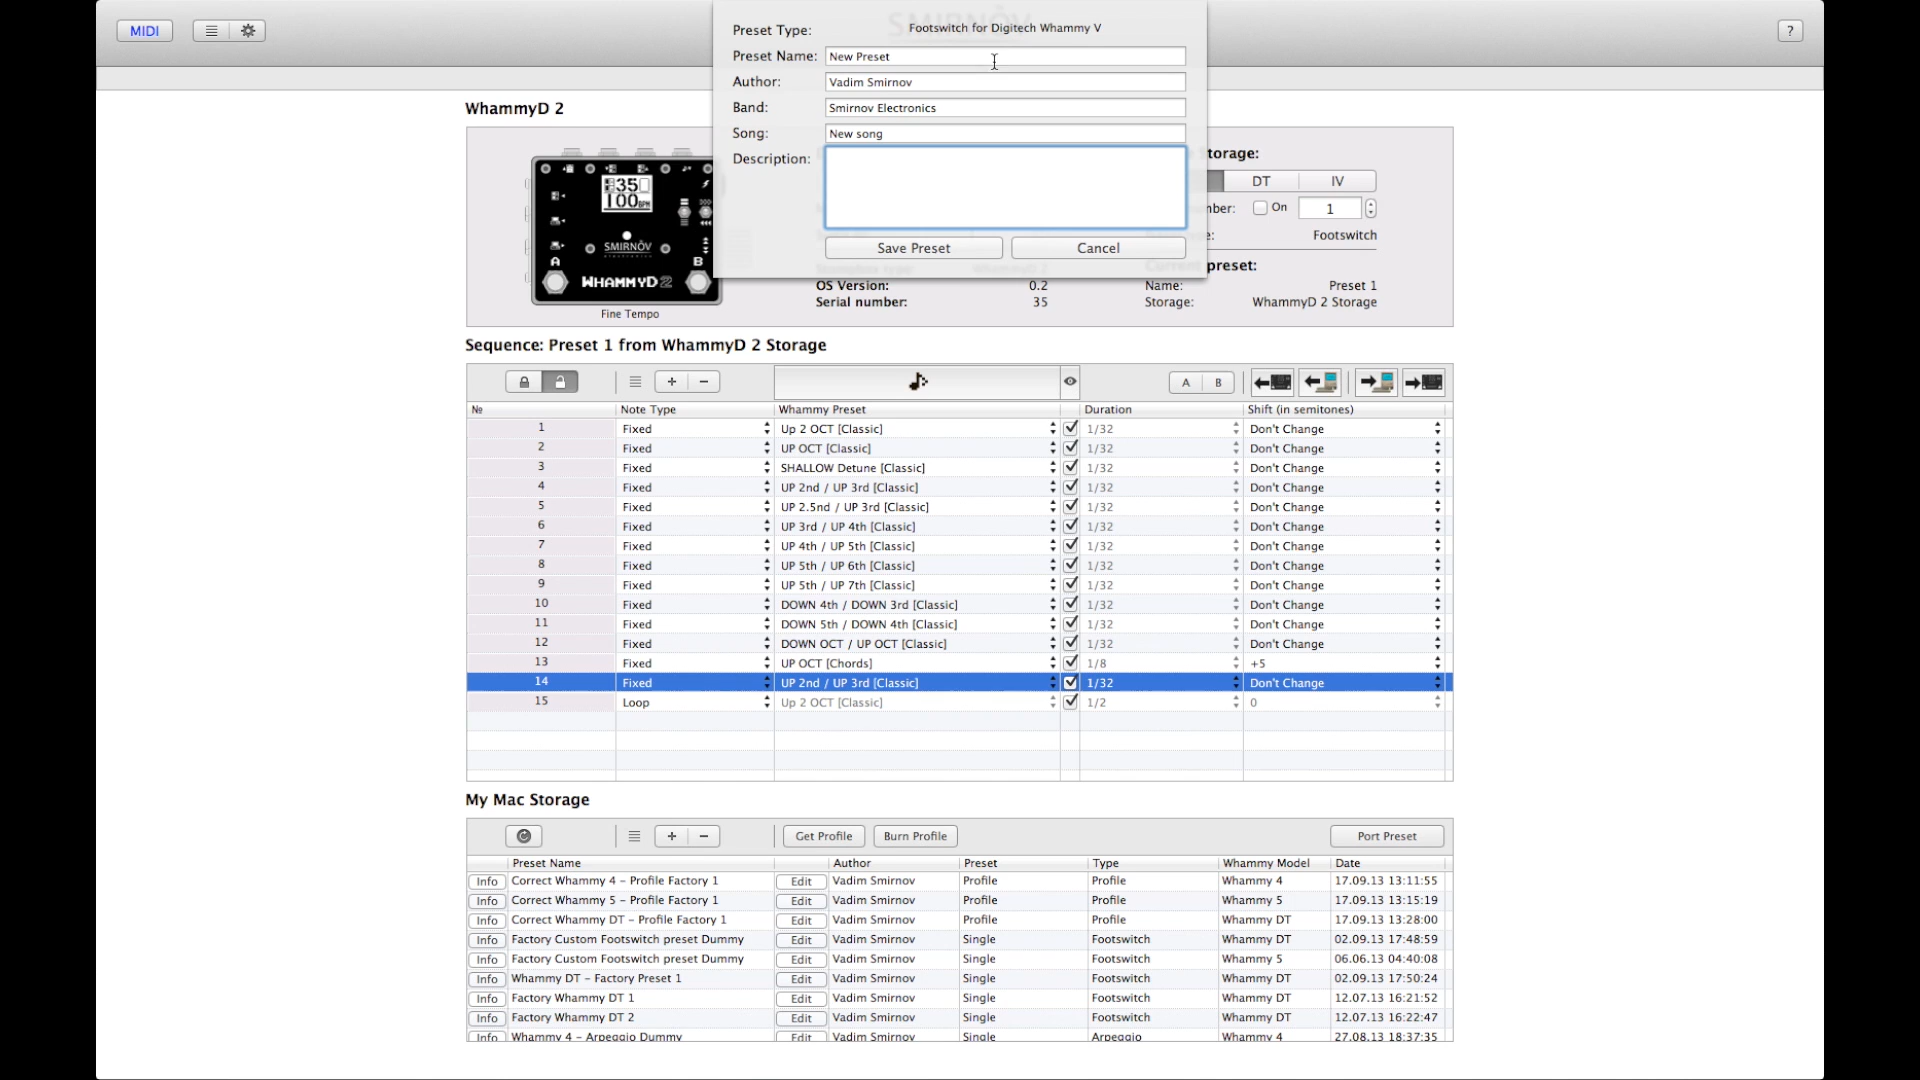 MIDI
SMIRNÒV
?
Preset Type: Footswitch for Digitech Whammy V
Preset Name: New Preset
Author: Vadim Smirnov
Band: Smirnov Electronics
Song: New song
Description:
Save Preset Cancel
WhammyD 2
35
100 BPM
SMIRNÒV
electronics
A B
WHAMMYD2
Fine Tempo
torage:
DT IV
nber: On 1
e: Footswitch
Current preset:
OS Version: 0.2 Name: Preset 1
Serial number: 35 Storage: WhammyD 2 Storage
Sequence: Preset 1 from WhammyD 2 Storage
+ − A B
№ Note Type Whammy Preset Duration Shift (in semitones)
1 Fixed Up 2 OCT [Classic] 1/32 Don't Change
2 Fixed UP OCT [Classic] 1/32 Don't Change
3 Fixed SHALLOW Detune [Classic] 1/32 Don't Change
4 Fixed UP 2nd / UP 3rd [Classic] 1/32 Don't Change
5 Fixed UP 2.5nd / UP 3rd [Classic] 1/32 Don't Change
6 Fixed UP 3rd / UP 4th [Classic] 1/32 Don't Change
7 Fixed UP 4th / UP 5th [Classic] 1/32 Don't Change
8 Fixed UP 5th / UP 6th [Classic] 1/32 Don't Change
9 Fixed UP 5th / UP 7th [Classic] 1/32 Don't Change
10 Fixed DOWN 4th / DOWN 3rd [Classic] 1/32 Don't Change
11 Fixed DOWN 5th / DOWN 4th [Classic] 1/32 Don't Change
12 Fixed DOWN OCT / UP OCT [Classic] 1/32 Don't Change
13 Fixed UP OCT [Chords] 1/8 +5
14 Fixed UP 2nd / UP 3rd [Classic] 1/32 Don't Change
15 Loop Up 2 OCT [Classic] 1/2 0
My Mac Storage
+ − Get Profile Burn Profile Port Preset
Preset Name Author Preset Type Whammy Model Date
Info Correct Whammy 4 – Profile Factory 1 Edit Vadim Smirnov Profile Profile Whammy 4 17.09.13 13:11:55
Info Correct Whammy 5 – Profile Factory 1 Edit Vadim Smirnov Profile Profile Whammy 5 17.09.13 13:15:19
Info Correct Whammy DT – Profile Factory 1 Edit Vadim Smirnov Profile Profile Whammy DT 17.09.13 13:28:00
Info Factory Custom Footswitch preset Dummy Edit Vadim Smirnov Single Footswitch Whammy DT 02.09.13 17:48:59
Info Factory Custom Footswitch preset Dummy Edit Vadim Smirnov Single Footswitch Whammy 5 06.06.13 04:40:08
Info Whammy DT – Factory Preset 1 Edit Vadim Smirnov Single Footswitch Whammy DT 02.09.13 17:50:24
Info Factory Whammy DT 1 Edit Vadim Smirnov Single Footswitch Whammy DT 12.07.13 16:21:52
Info Factory Whammy DT 2 Edit Vadim Smirnov Single Footswitch Whammy DT 12.07.13 16:22:47
Info Whammy 4 – Arpeggio Dummy Edit Vadim Smirnov Single Arpeggio Whammy 4 27.08.13 18:37:35